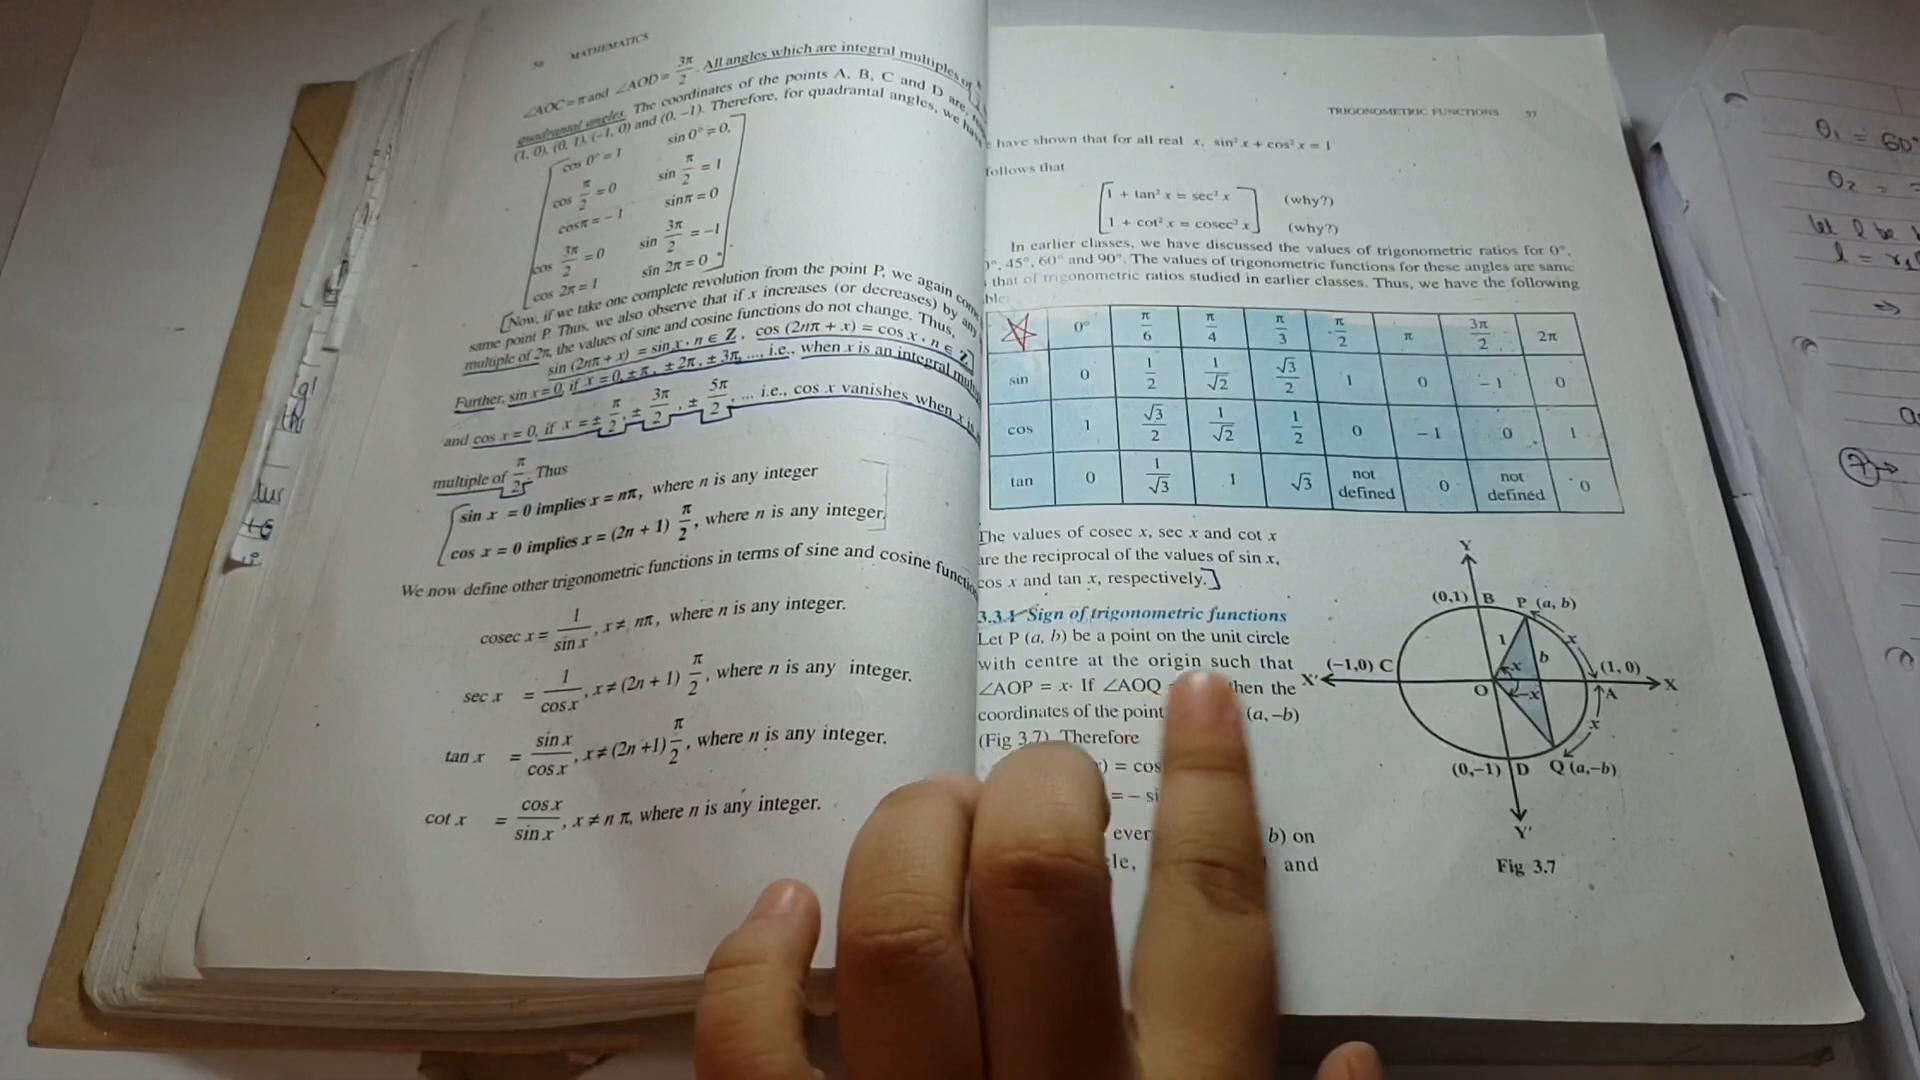 56 MATHEMATICS
∠AOC = π and ∠AOD = 3π/2. All angles which are integral multiples of
quadrantal angles. The coordinates of the points A, B, C and D are,
(1, 0), (0, 1), (−1, 0) and (0, −1). Therefore, for quadrantal angles, we have
cos 0° = 1 sin 0° = 0,
cos π/2 = 0 sin π/2 = 1
cosπ = − 1 sinπ = 0
cos 3π/2 = 0 sin 3π/2 = −1
cos 2π = 1 sin 2π = 0
Now, if we take one complete revolution from the point P, we again
same point P. Thus, we also observe that if x increases (or decreases) by any
multiple of 2π, the values of sine and cosine functions do not change. Thus,
sin (2nπ + x) = sin x, n ∈ Z, cos (2nπ + x) = cos x, n ∈ Z
Further, sin x = 0, if x = 0, ± π, ± 2π, ± 3π, ..., i.e., when x is an integral
and cos x = 0, if x = ± π/2, ± 3π/2, ± 5π/2, ... i.e., cos x vanishes when x is
multiple of π/2. Thus
sin x = 0 implies x = nπ, where n is any integer
cos x = 0 implies x = (2n + 1) π/2, where n is any integer.
We now define other trigonometric functions in terms of sine and cosine
cosec x = 1/sin x, x ≠ nπ, where n is any integer.
sec x = 1/cos x, x ≠ (2n + 1) π/2, where n is any integer.
tan x = sin x/cos x, x ≠ (2n +1) π/2, where n is any integer.
cot x = cos x/sin x, x ≠ n π, where n is any integer.
TRIGONOMETRIC FUNCTIONS 57
have shown that for all real x, sin² x + cos² x = 1
follows that
1 + tan² x = sec² x (why?)
1 + cot² x = cosec² x (why?)
In earlier classes, we have discussed the values of trigonometric ratios for 0°,
45°, 60° and 90°. The values of trigonometric functions for these angles are same
that of trigonometric ratios studied in earlier classes. Thus, we have the following
0° π/6 π/4 π/3 π/2 π 3π/2 2π
sin 0 1/2 1/√2 √3/2 1 0 − 1 0
cos 1 √3/2 1/√2 1/2 0 − 1 0 1
tan 0 1/√3 1 √3 not defined 0 not defined 0
The values of cosec x, sec x and cot x
are the reciprocal of the values of sin x,
cos x and tan x, respectively.
3.3.1 Sign of trigonometric functions
Let P (a, b) be a point on the unit circle
with centre at the origin such that
∠AOP = x. If ∠AOQ then the
coordinates of the point (a, −b)
(Fig 3.7). Therefore
) = cos
= − si
ever b) on
le, and
Y
(0,1) B P (a, b)
1 x
b
(−1,0) C x (1, 0)
X′ O −x A X
x
(0,−1) D Q (a,−b)
Y′
Fig 3.7
θ1 = 60°
θ2 =
let l be
l = r1
⇒
7 →